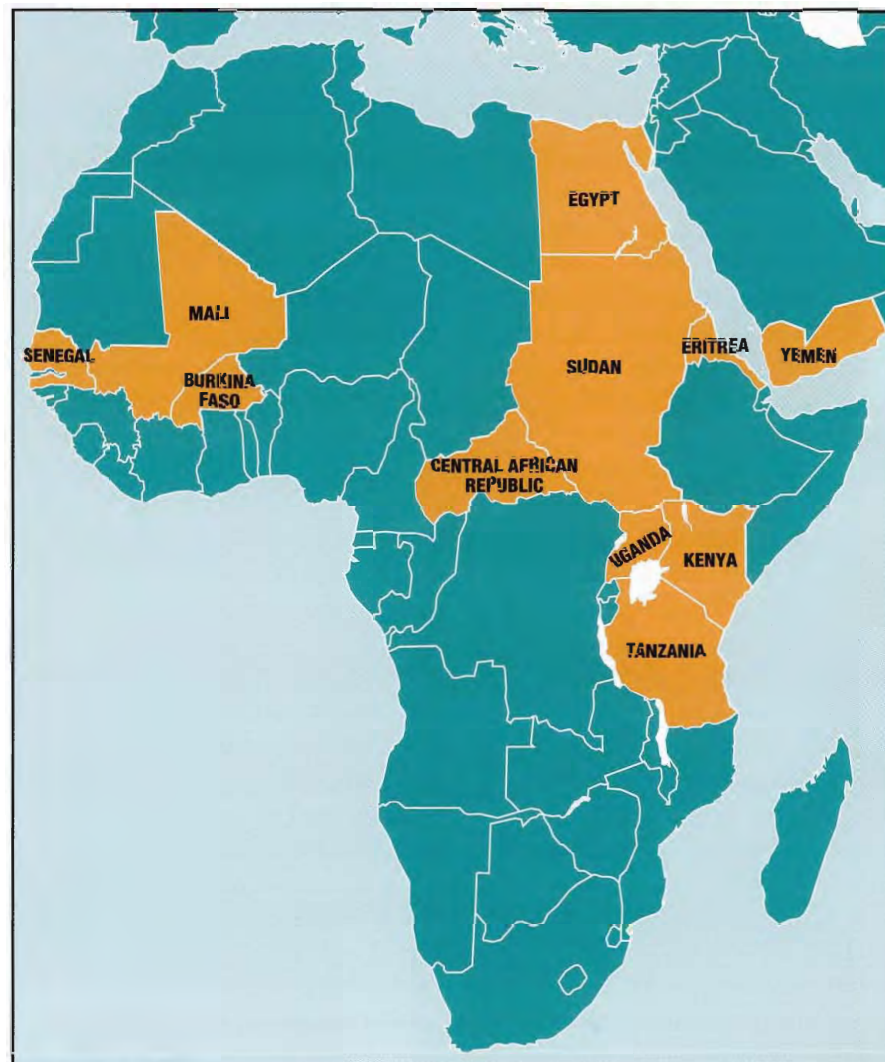 EGYPT
MALI
SENEGAL
ERITREA
YEMEN
SUDAN
BURKINA
FASO
CENTRAL AFRICAN
REPUBLIC
UGANDA
KENYA
TANZANIA